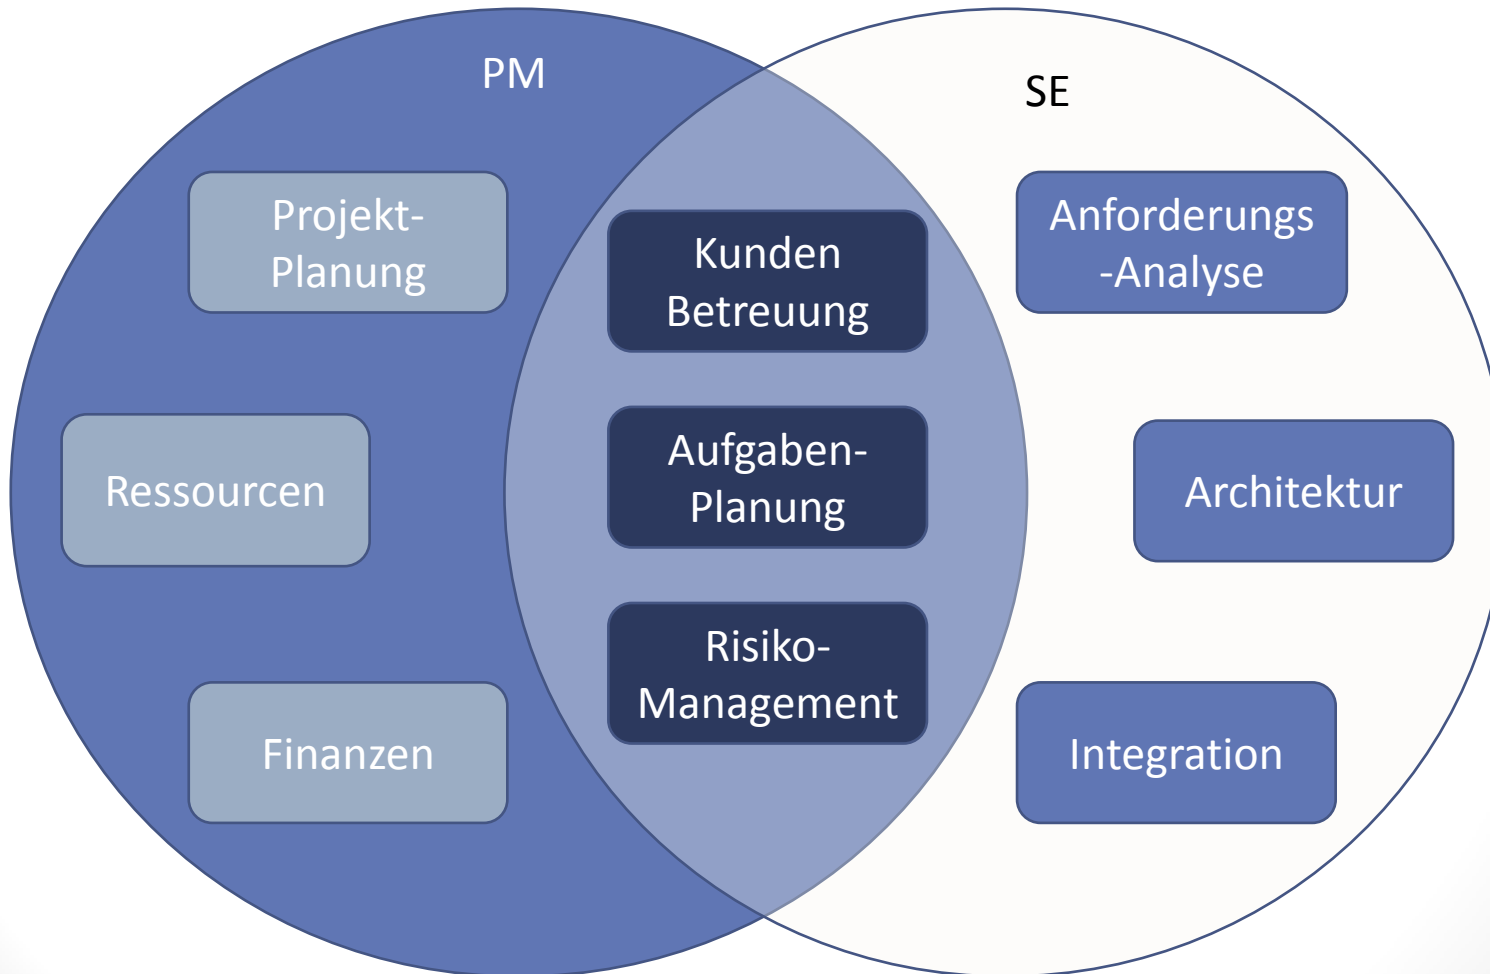 PM
Projekt-
Planung
Ressourcen
Finanzen
Kunden
Betreuung
Aufgaben-
Planung
Risiko-
Management
SE
Anforderungs
-Analyse
Architektur
Integration